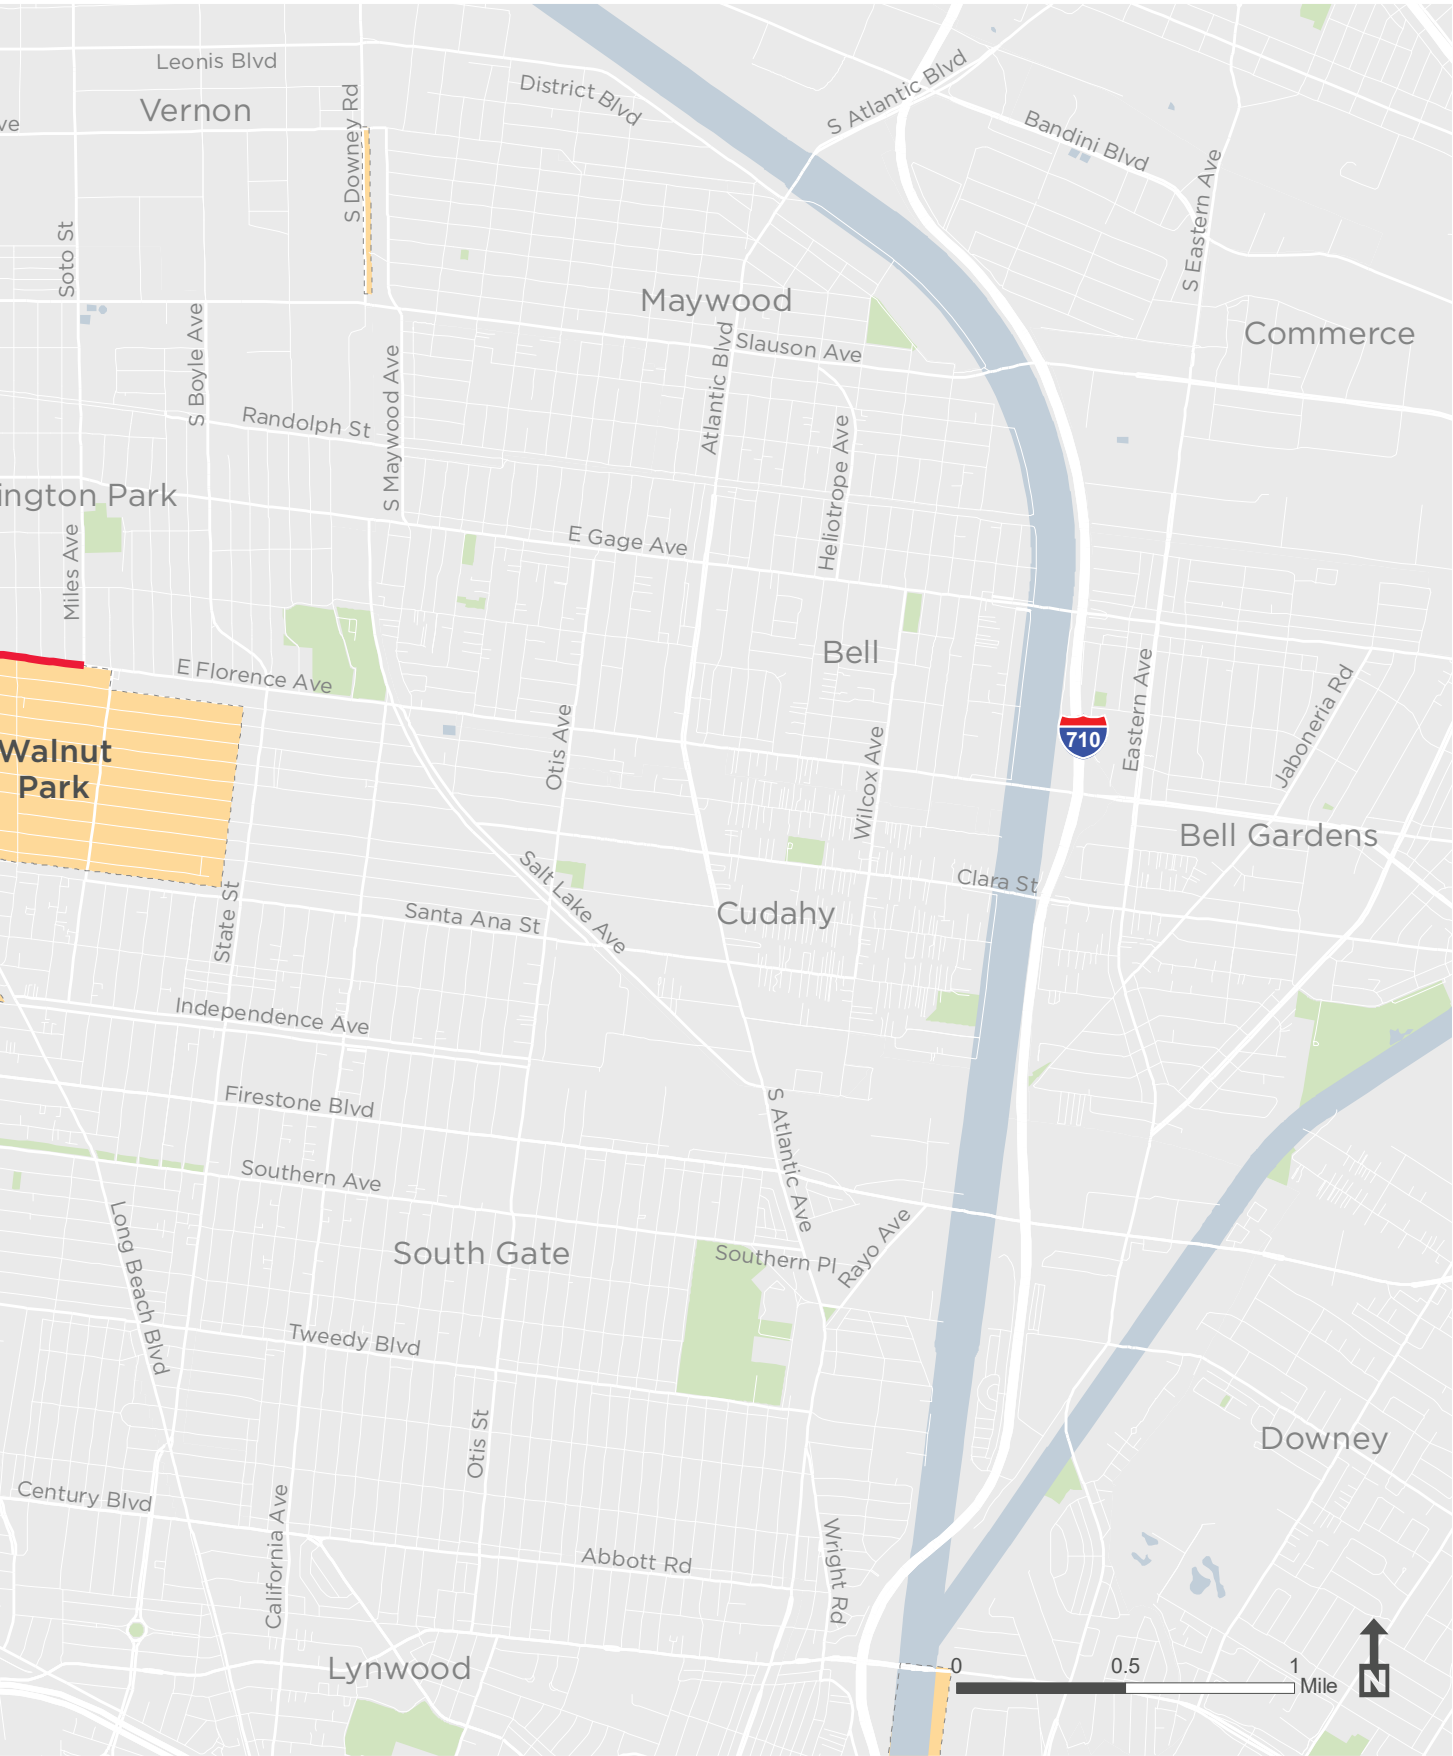 Leonis Blvd
Vernon
District Blvd
S Atlantic Blvd
Bandini Blvd
ve
S Downey Rd
S Eastern Ave
Soto St
Maywood
Commerce
S Boyle Ave
Slauson Ave
Atlantic Blvd
S Maywood Ave
Randolph St
Heliotrope Ave
ington Park
E Gage Ave
Miles Ave
Bell
E Florence Ave
Eastern Ave
Jaboneria Rd
Otis Ave
710
Walnut
Park
Wilcox Ave
Bell Gardens
Salt Lake Ave
Clara St
State St
Santa Ana St
Cudahy
Independence Ave
Firestone Blvd
S Atlantic Ave
Southern Ave
Long Beach Blvd
South Gate
Southern Pl
Rayo Ave
Tweedy Blvd
Otis St
Downey
Century Blvd
California Ave
Abbott Rd
Wright Rd
Lynwood
0 0.5 1
Mile
N